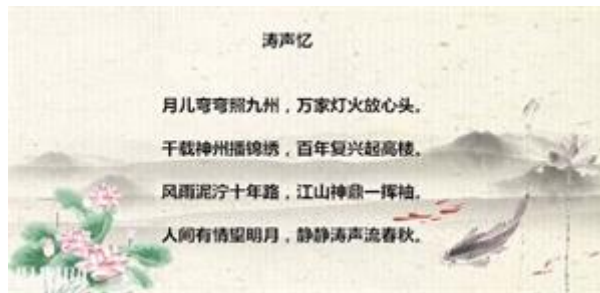 涛声忆
月儿弯弯照九州，万家灯火放心头。
千载神州播锦绣，百年复兴起高楼。
风雨泥泞十年路，江山神鼎一挥袖。
人间有情望明月，静静涛声流春秋。